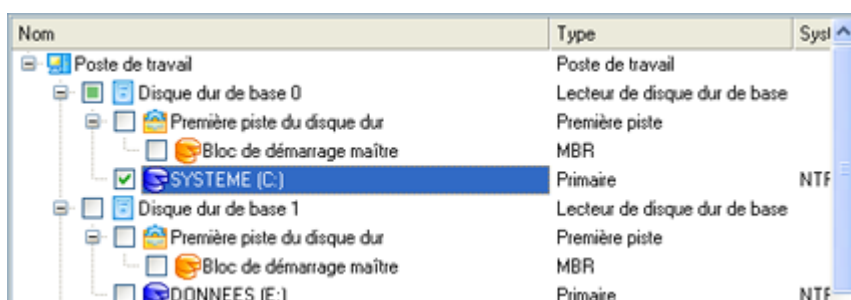 Nom Type Syst
Poste de travail Poste de travail
Disque dur de base 0 Lecteur de disque dur de base
Première piste du disque dur Première piste
Bloc de démarrage maître MBR
SYSTEME (C:) Primaire NTF
Disque dur de base 1 Lecteur de disque dur de base
Première piste du disque dur Première piste
Bloc de démarrage maître MBR
DONNEES (E:) Primaire NTF